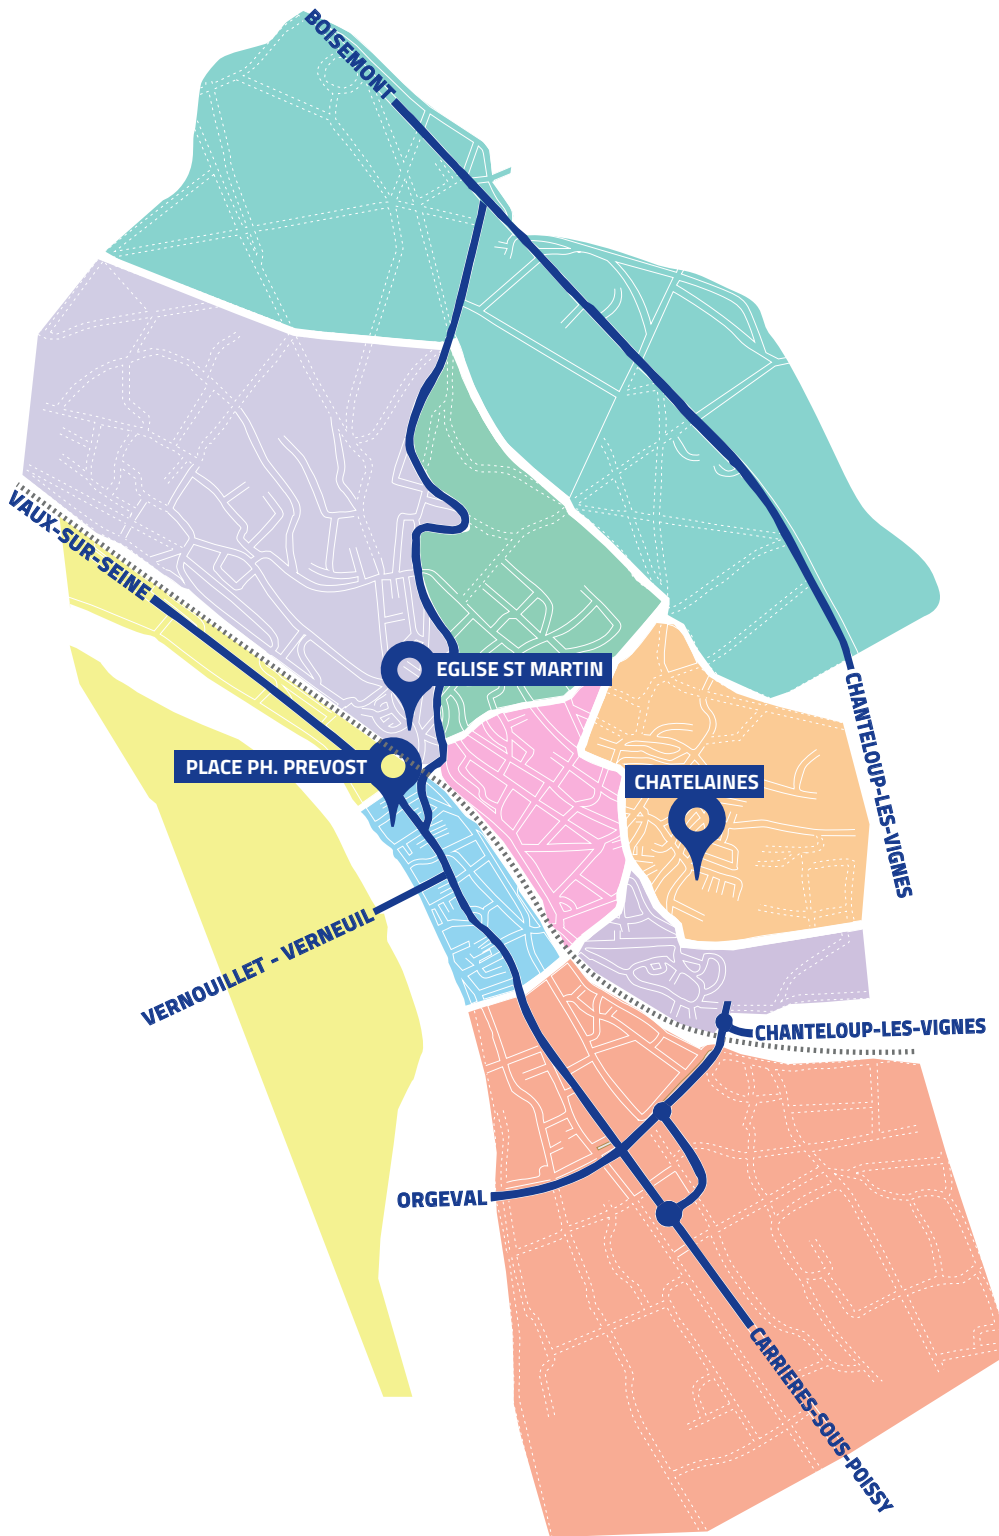 BOISEMONT
VAUX-SUR-SEINE
EGLISE ST MARTIN
PLACE PH. PREVOST
CHATELAINES
CHANTELOUP-LES-VIGNES
VERNOUILLET - VERNEUIL
CHANTELOUP-LES-VIGNES
ORGEVAL
CARRIERES-SOUS-POISSY